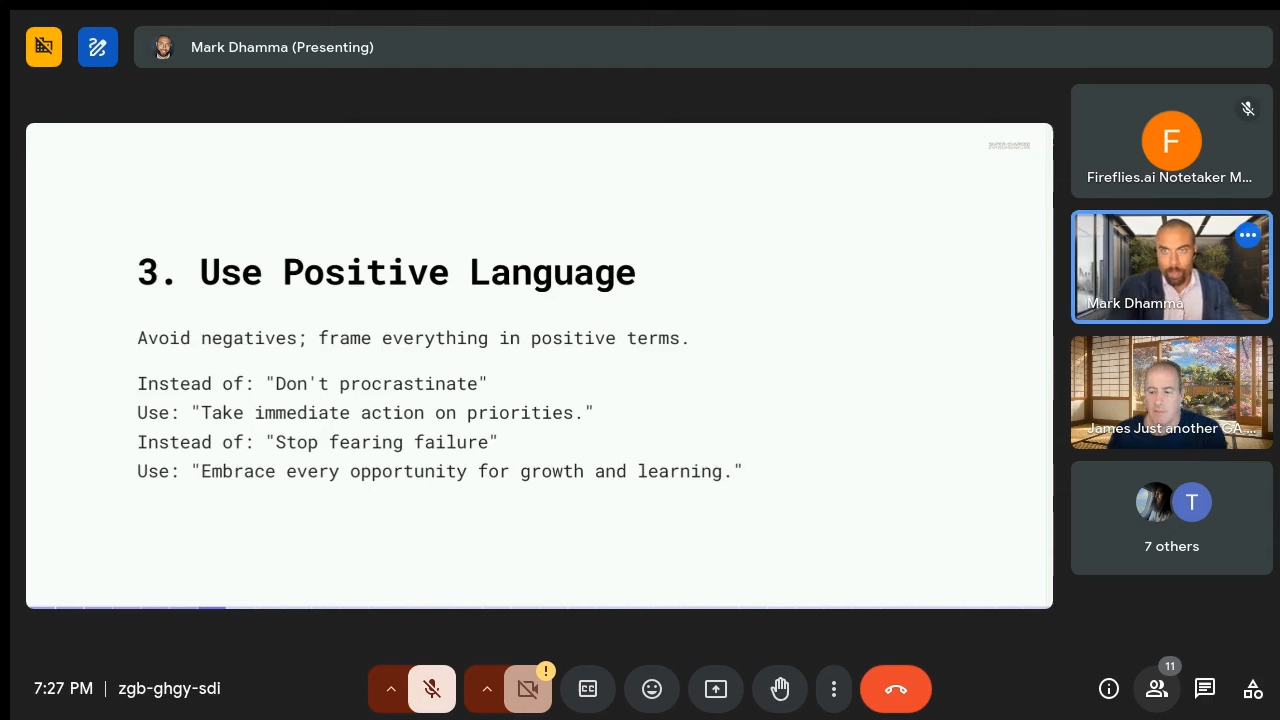 Mark Dhamma (Presenting)
3. Use Positive Language
Avoid negatives; frame everything in positive terms.
Instead of: "Don't procrastinate"
Use: "Take immediate action on priorities."
Instead of: "Stop fearing failure"
Use: "Embrace every opportunity for growth and learning."
F
Fireflies.ai Notetaker M...
Mark Dhamma
James Just another GA ...
T
7 others
7:27 PM | zgb-ghgy-sdi
!
CC
11